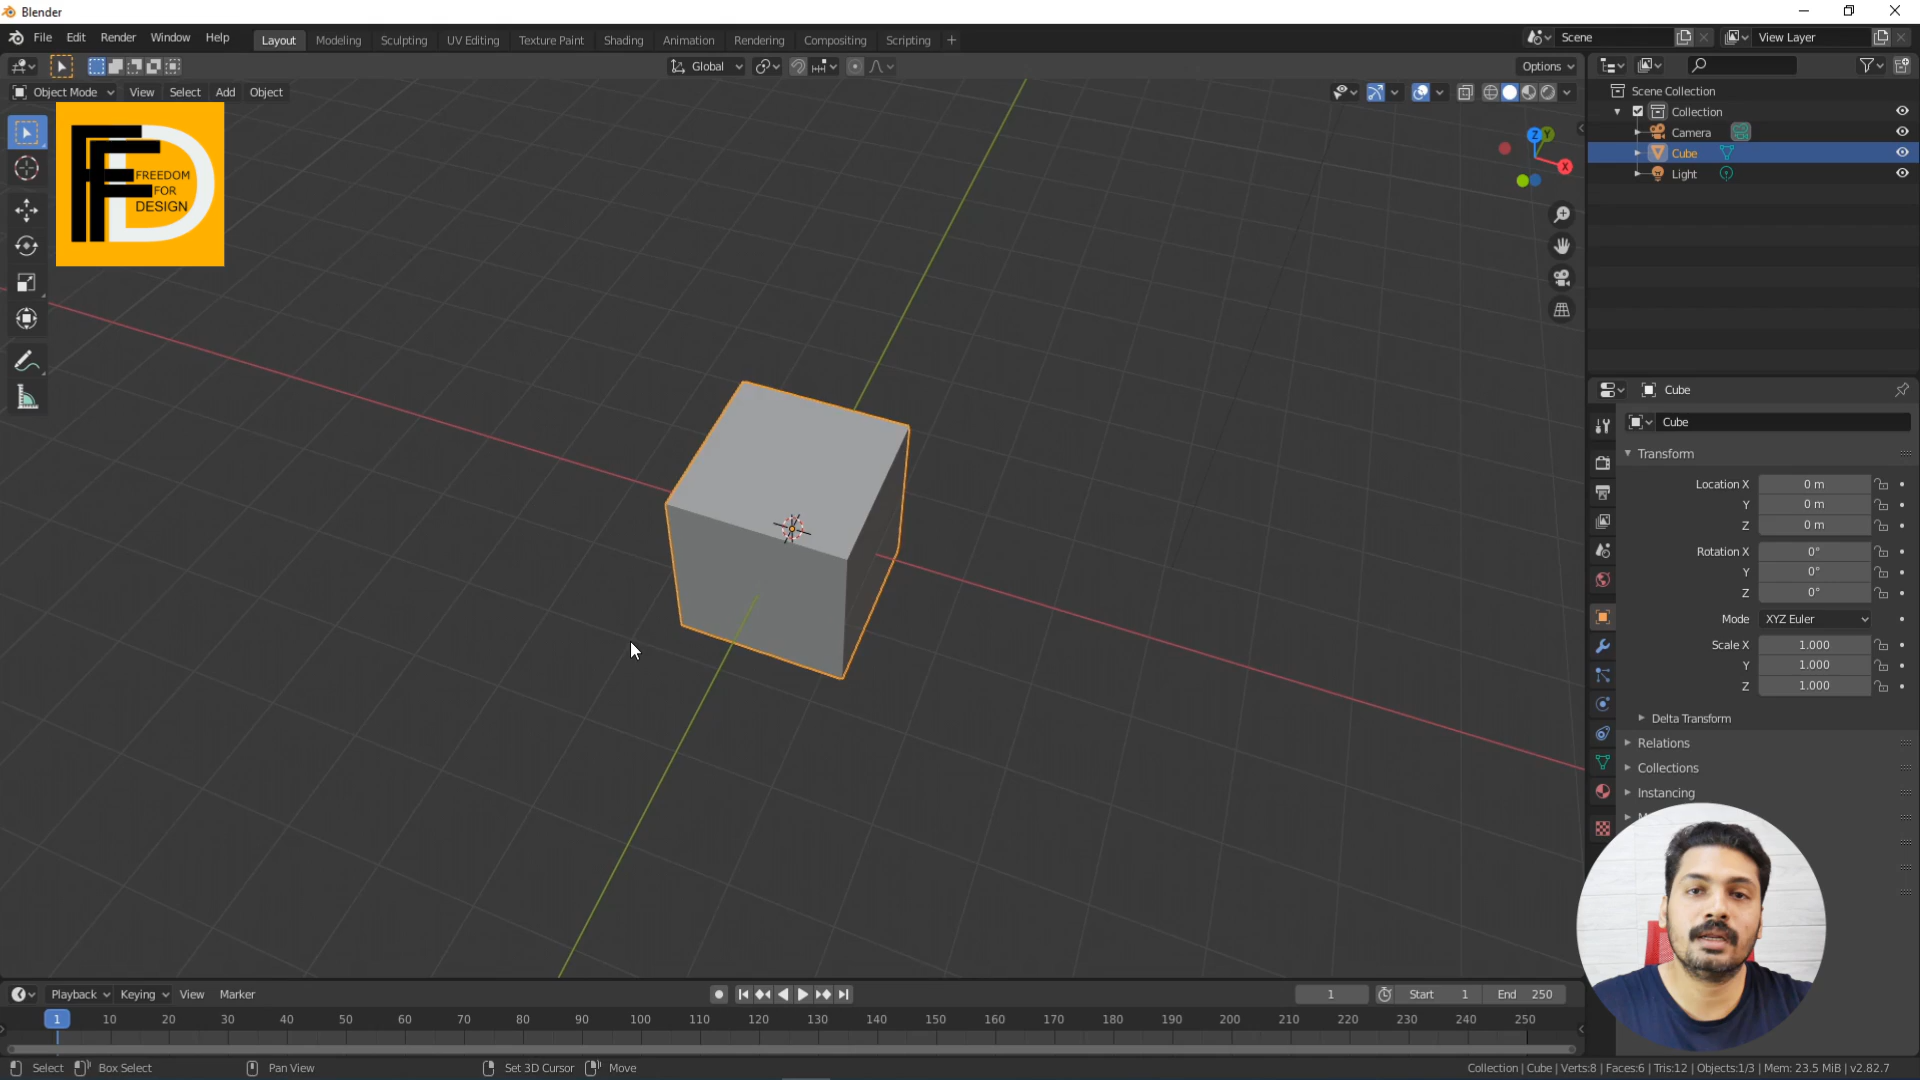 Blender
File Edit Render Window Help Layout Modeling Sculpting UV Editing Texture Paint Shading Animation Rendering Compositing Scripting +
Scene
View Layer
Global
Options
Object Mode View Select Add Object
FFD
FREEDOM
FOR
DESIGN
Z Y
X
Scene Collection
Collection
Camera
Cube
Light
Cube
Cube
Transform
Location X 0 m
Y 0 m
Z 0 m
Rotation X 0°
Y 0°
Z 0°
Mode XYZ Euler
Scale X 1.000
Y 1.000
Z 1.000
Delta Transform
Relations
Collections
Instancing
Playback Keying View Marker
1 Start 1 End 250
1 10 20 30 40 50 60 70 80 90 100 110 120 130 140 150 160 170 180 190 200 210 220 230 240 250
Select Box Select Pan View Set 3D Cursor Move
Collection | Cube | Verts:8 | Faces:6 | Tris:12 | Objects:1/3 | Mem: 23.5 MiB | v2.82.7